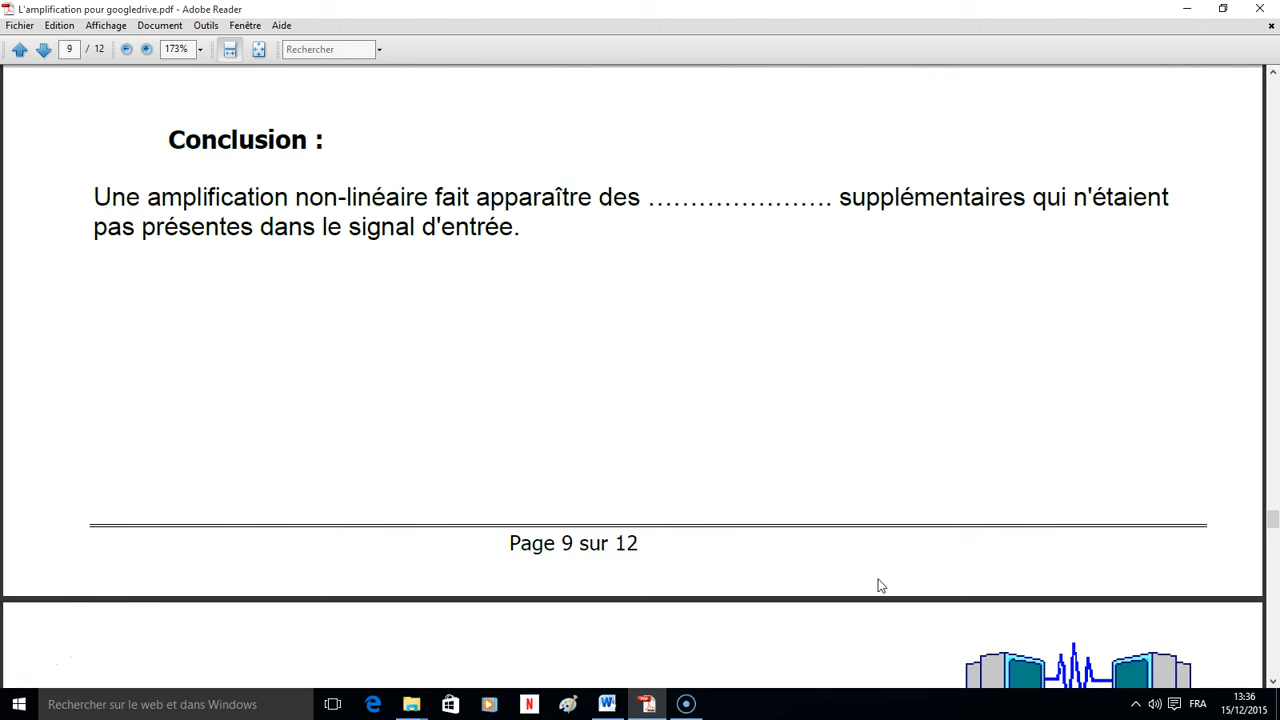 L'amplification pour googledrive.pdf - Adobe Reader
Fichier Edition Affichage Document Outils Fenêtre Aide
9 / 12 173% Rechercher
Conclusion :
Une amplification non-linéaire fait apparaître des …………………. supplémentaires qui n'étaient
pas présentes dans le signal d'entrée.
Page 9 sur 12
Rechercher sur le web et dans Windows
FRA
13:36
15/12/2015